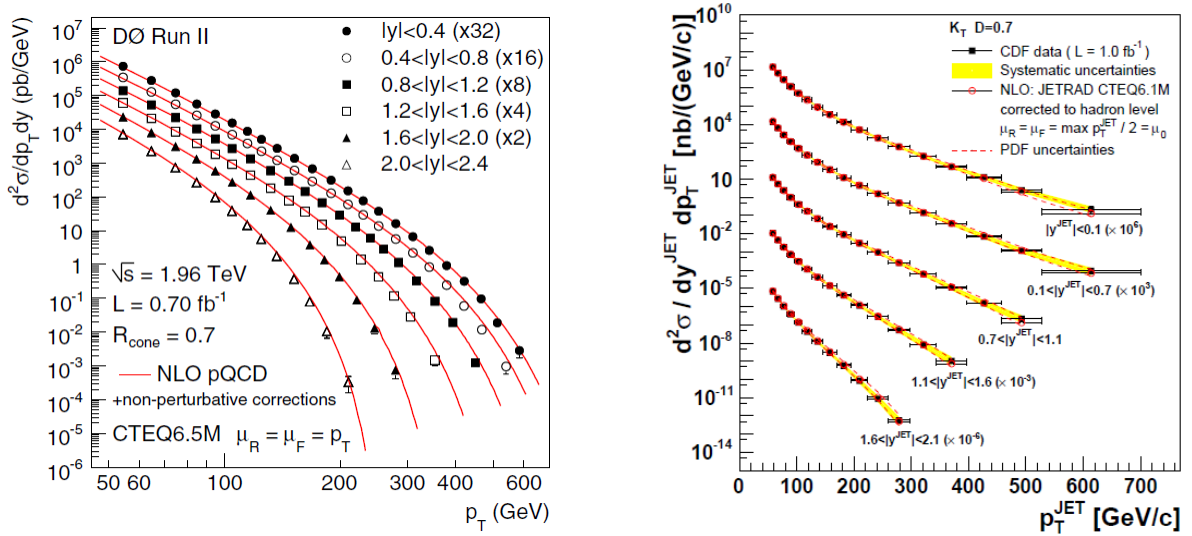 DØ Run II
|y|<0.4 (x32)
0.4<|y|<0.8 (x16)
0.8<|y|<1.2 (x8)
1.2<|y|<1.6 (x4)
1.6<|y|<2.0 (x2)
2.0<|y|<2.4
√s = 1.96 TeV
L = 0.70 fb⁻¹
R_cone = 0.7
NLO pQCD
+non-perturbative corrections
CTEQ6.5M μ_R = μ_F = p_T
d²σ/dp_T dy (pb/GeV)
10⁷
10⁶
10⁵
10⁴
10³
10²
10
1
10⁻¹
10⁻²
10⁻³
10⁻⁴
10⁻⁵
10⁻⁶
50 60 100 200 300 400 600
p_T (GeV)
K_T D=0.7
CDF data ( L = 1.0 fb⁻¹ )
Systematic uncertainties
NLO: JETRAD CTEQ6.1M
corrected to hadron level
μ_R = μ_F = max p_T^JET / 2 = μ_0
PDF uncertainties
|y^JET|<0.1 (× 10⁶)
0.1<|y^JET|<0.7 (× 10³)
0.7<|y^JET|<1.1
1.1<|y^JET|<1.6 (× 10⁻³)
1.6<|y^JET|<2.1 (× 10⁻⁶)
d²σ / dy^JET dp_T^JET [nb/(GeV/c)]
10¹⁰
10⁷
10⁴
10
10⁻²
10⁻⁵
10⁻⁸
10⁻¹¹
10⁻¹⁴
0 100 200 300 400 500 600 700
p_T^JET [GeV/c]